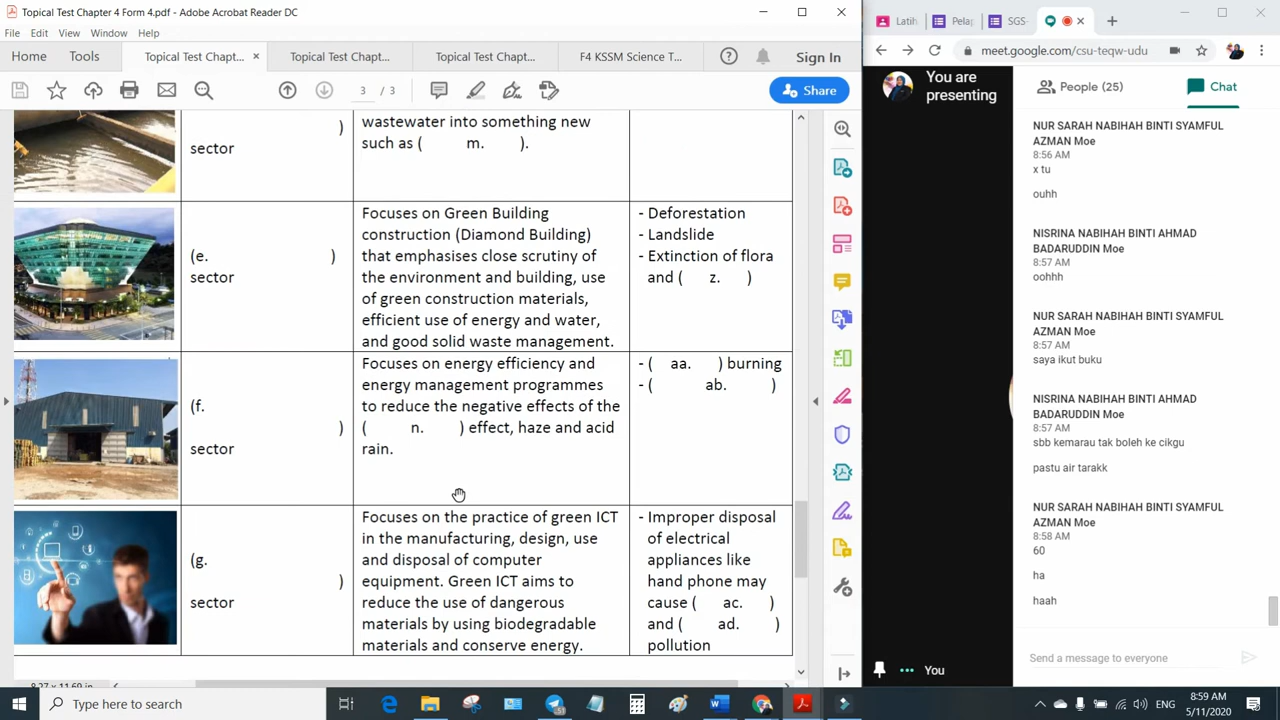 Topical Test Chapter 4 Form 4.pdf - Adobe Acrobat Reader DC
File Edit View Window Help
Home Tools Topical Test Chapt... × Topical Test Chapt... Topical Test Chapt... F4 KSSM Science T... Sign In
3 / 3 Share
wastewater into something new
such as ( m. ).
)
sector
(e. )
sector
Focuses on Green Building
construction (Diamond Building)
that emphasises close scrutiny of
the environment and building, use
of green construction materials,
efficient use of energy and water,
and good solid waste management.
- Deforestation
- Landslide
- Extinction of flora
and ( z. )
(f.
)
sector
Focuses on energy efficiency and
energy management programmes
to reduce the negative effects of the
( n. ) effect, haze and acid
rain.
- ( aa. ) burning
- ( ab. )
(g.
)
sector
Focuses on the practice of green ICT
in the manufacturing, design, use
and disposal of computer
equipment. Green ICT aims to
reduce the use of dangerous
materials by using biodegradable
materials and conserve energy.
- Improper disposal
of electrical
appliances like
hand phone may
cause ( ac. )
and ( ad. )
pollution
8.27 x 11.69 in
Latih Pelaj SGS-
meet.google.com/csu-teqw-udu
You are
presenting
People (25) Chat
NUR SARAH NABIHAH BINTI SYAMFUL
AZMAN Moe
8:56 AM
x tu
ouhh
NISRINA NABIHAH BINTI AHMAD
BADARUDDIN Moe
8:57 AM
oohhh
NUR SARAH NABIHAH BINTI SYAMFUL
AZMAN Moe
8:57 AM
saya ikut buku
NISRINA NABIHAH BINTI AHMAD
BADARUDDIN Moe
8:57 AM
sbb kemarau tak boleh ke cikgu
pastu air tarakk
NUR SARAH NABIHAH BINTI SYAMFUL
AZMAN Moe
8:58 AM
60
ha
haah
Send a message to everyone
You
Type here to search
ENG
8:59 AM
5/11/2020